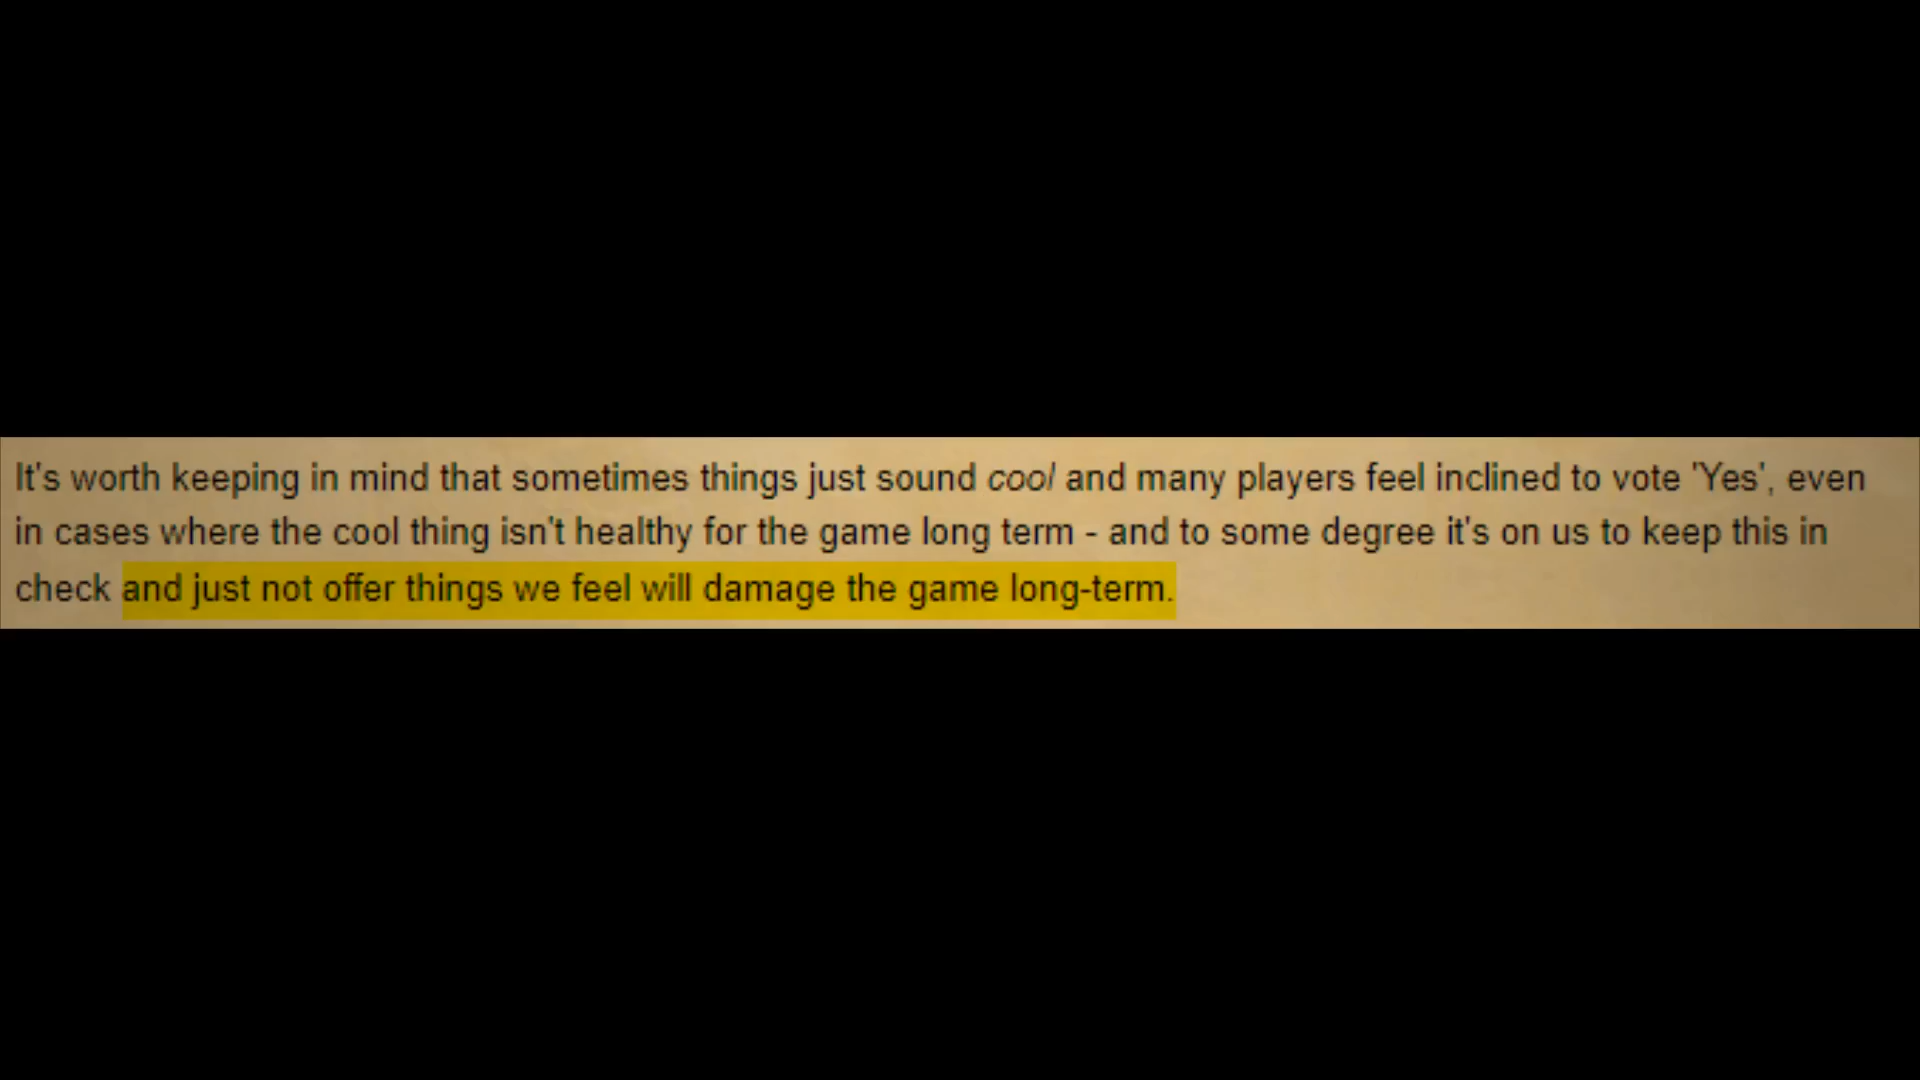 It's worth keeping in mind that sometimes things just sound cool and many players feel inclined to vote 'Yes', even
in cases where the cool thing isn't healthy for the game long term - and to some degree it's on us to keep this in
check and just not offer things we feel will damage the game long-term.